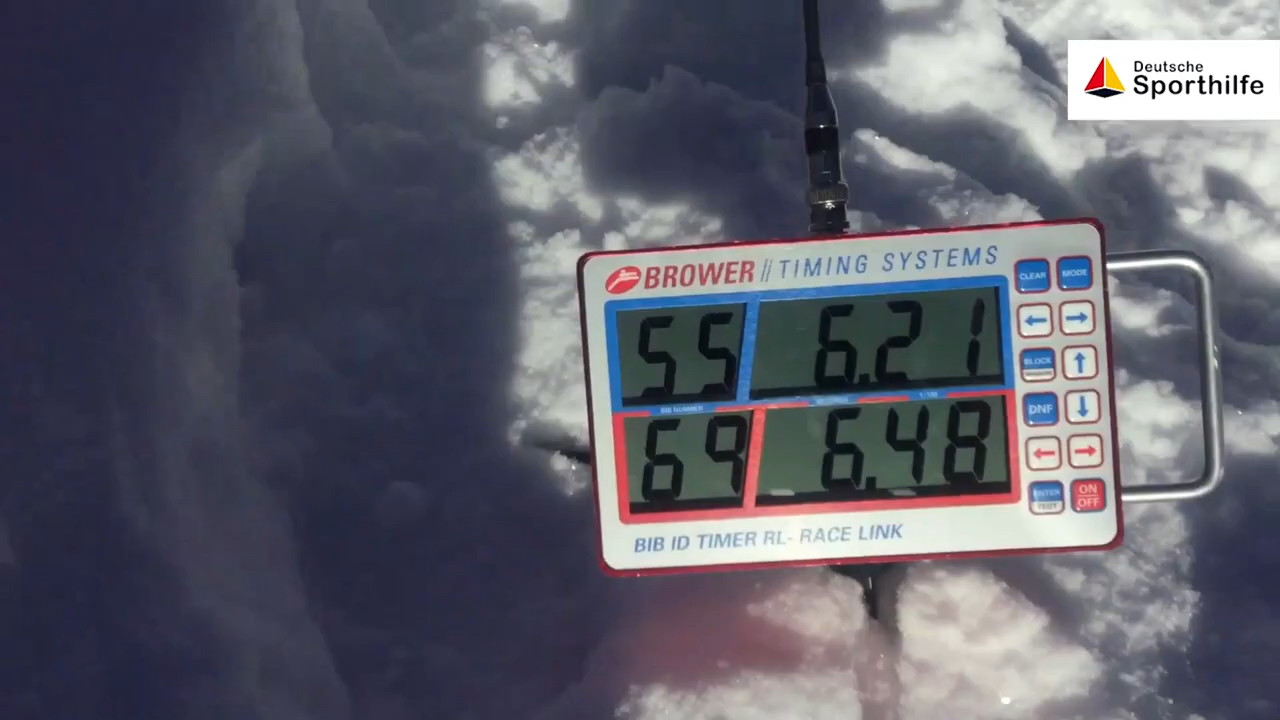 Deutsche
Sporthilfe
BROWER // TIMING SYSTEMS
CLEAR MODE
55 6.21
BLOCK
BIB NUMBER
DNF
69 6.48
ENTER
ON
OFF
BIB ID TIMER RL- RACE LINK